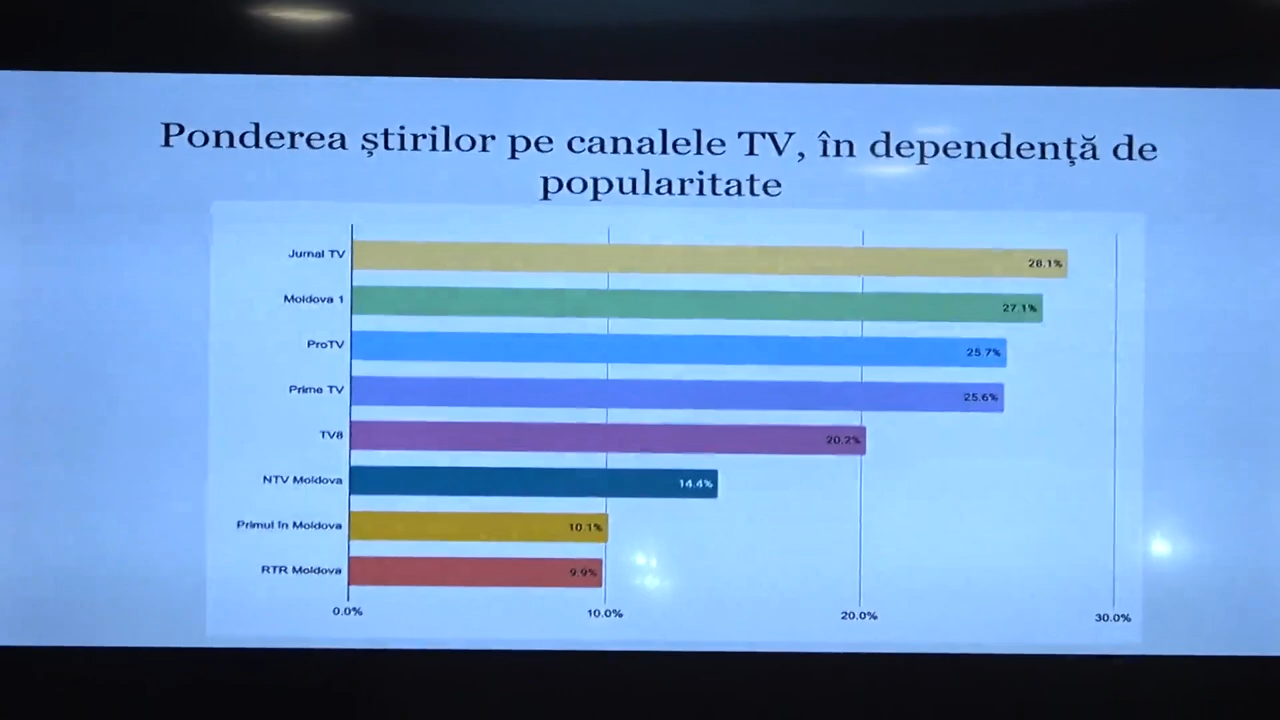 Ponderea știrilor pe canalele TV, în dependență de
popularitate
Jurnal TV 28.1%
Moldova 1 27.1%
ProTV 25.7%
Prime TV 25.6%
TV8 20.2%
NTV Moldova 14.4%
Primul în Moldova 10.1%
RTR Moldova 9.9%
0.0% 10.0% 20.0% 30.0%